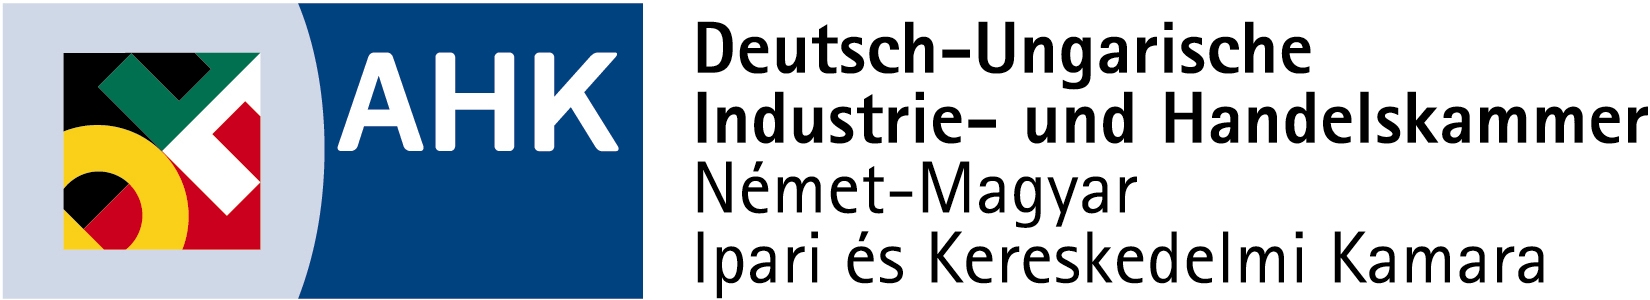 AHK
Deutsch-Ungarische
Industrie- und Handelskammer
Német-Magyar
Ipari és Kereskedelmi Kamara